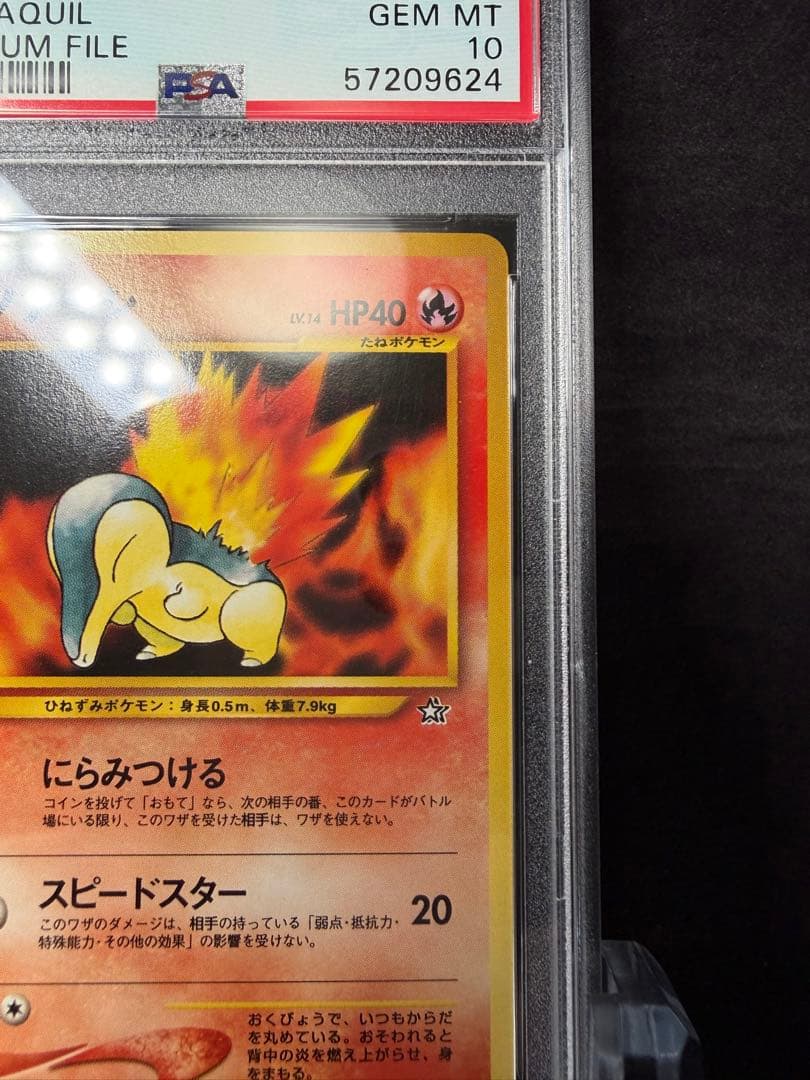 AQUIL
GEM MT
UM FILE
10
PSA
57209624
LV.14 HP40
たねポケモン
ひねずみポケモン：身長0.5m、体重7.9kg
にらみつける
コインを投げて「おもて」なら、次の相手の番、このカードがバトル
場にいる限り、このワザを受けた相手は、ワザを使えない。
スピードスター
20
このワザのダメージは、相手の持っている「弱点・抵抗力・
特殊能力・その他の効果」の影響を受けない。
おくびょうで、いつもからだ
を丸めている。おそわれると
背中の炎を燃え上がらせ、身
をまもる。